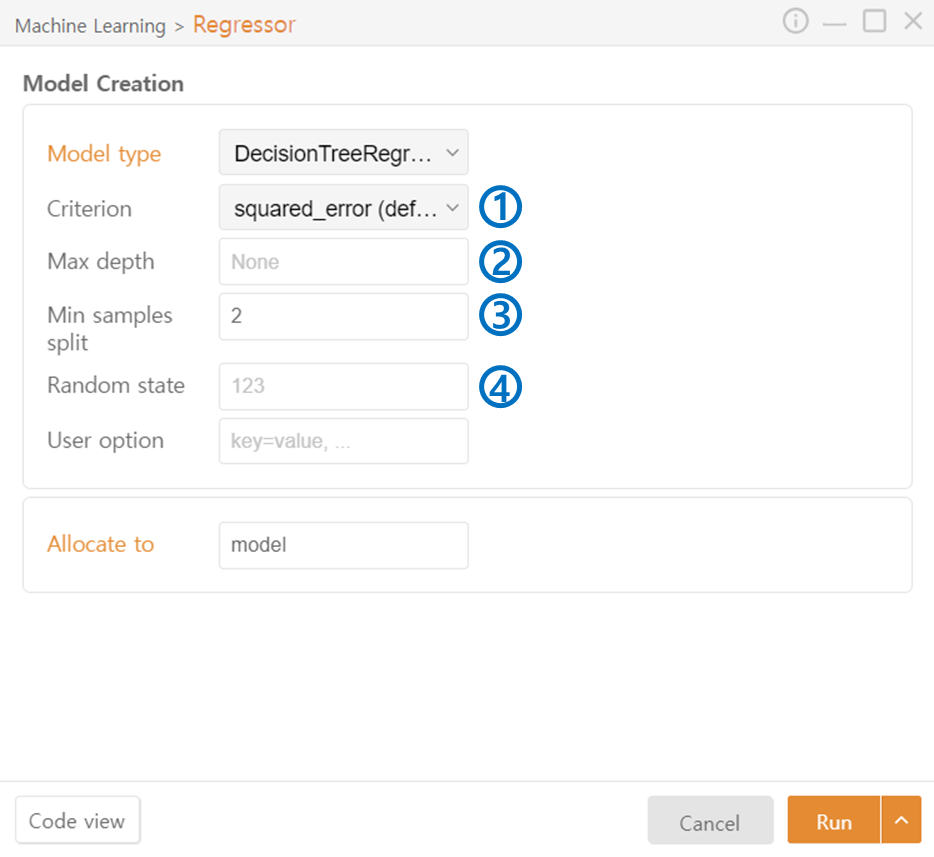 Machine Learning > Regressor
Model Creation
Model type DecisionTreeRegr...
Criterion squared_error (def... ①
Max depth None ②
Min samples split 2 ③
Random state 123 ④
User option key=value, ...
Allocate to model
Code view Cancel Run